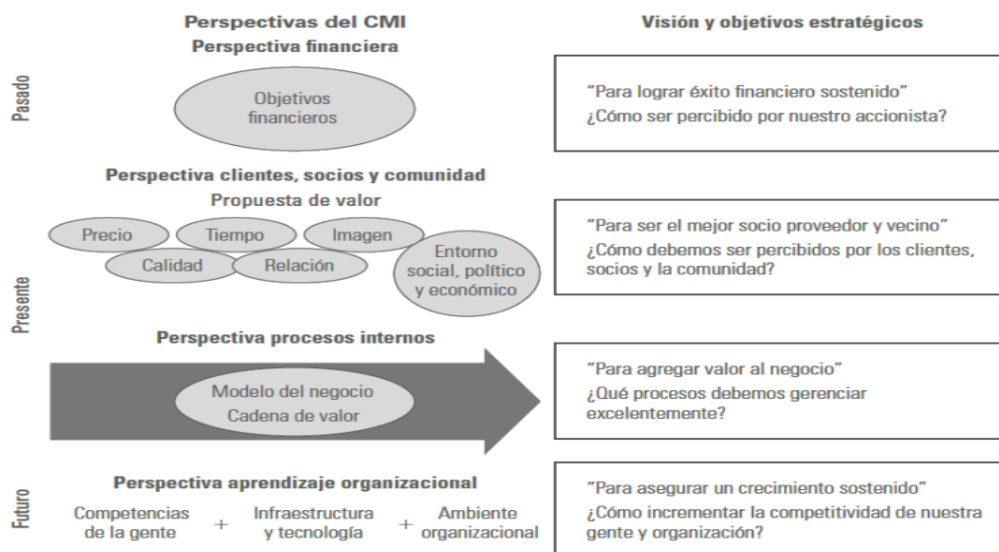 Perspectivas del CMI
Visión y objetivos estratégicos
Perspectiva financiera
Pasado
Objetivos
financieros
"Para lograr éxito financiero sostenido"
¿Cómo ser percibido por nuestro accionista?
Perspectiva clientes, socios y comunidad
Propuesta de valor
Precio
Tiempo
Imagen
Calidad
Relación
Entorno
social, político
y económico
"Para ser el mejor socio proveedor y vecino"
¿Cómo debemos ser percibidos por los clientes,
socios y la comunidad?
Presente
Perspectiva procesos internos
Modelo del negocio
Cadena de valor
"Para agregar valor al negocio"
¿Qué procesos debemos gerenciar
excelentemente?
Futuro
Perspectiva aprendizaje organizacional
Competencias
de la gente
+
Infraestructura
y tecnología
+
Ambiente
organizacional
"Para asegurar un crecimiento sostenido"
¿Cómo incrementar la competitividad de nuestra
gente y organización?